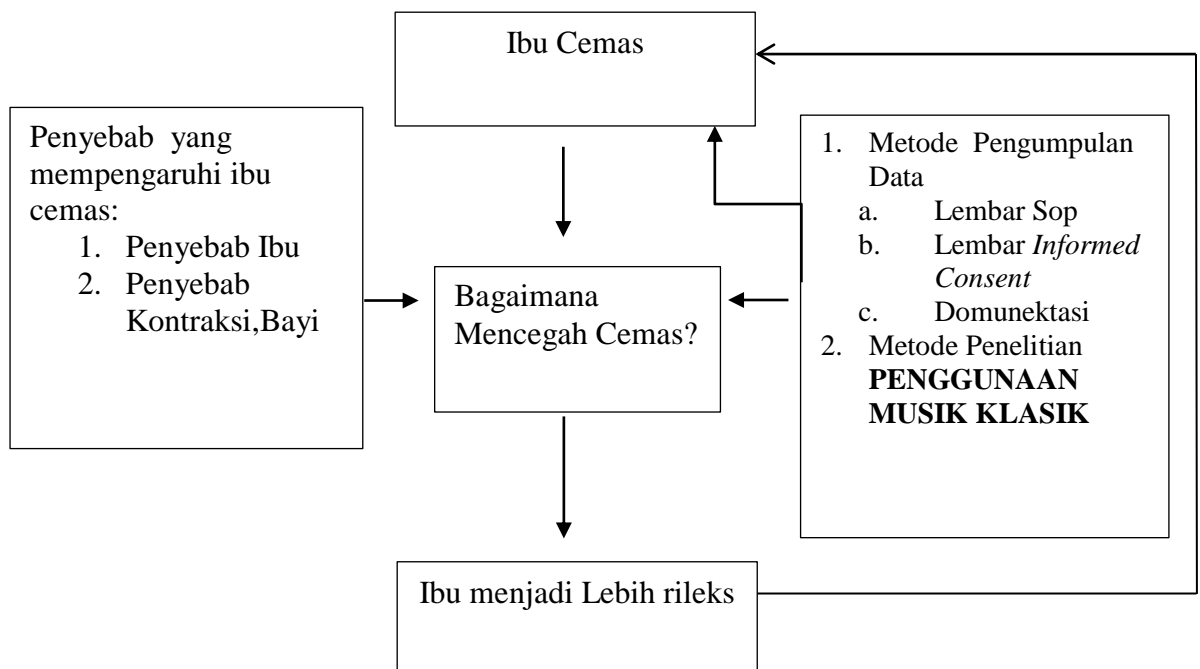 Ibu Cemas
Penyebab yang
mempengaruhi ibu
cemas:
1. Penyebab Ibu
2. Penyebab
Kontraksi,Bayi
Bagaimana
Mencegah Cemas?
1. Metode Pengumpulan
Data
a. Lembar Sop
b. Lembar Informed
Consent
c. Domunektasi
2. Metode Penelitian
PENGGUNAAN
MUSIK KLASIK
Ibu menjadi Lebih rileks